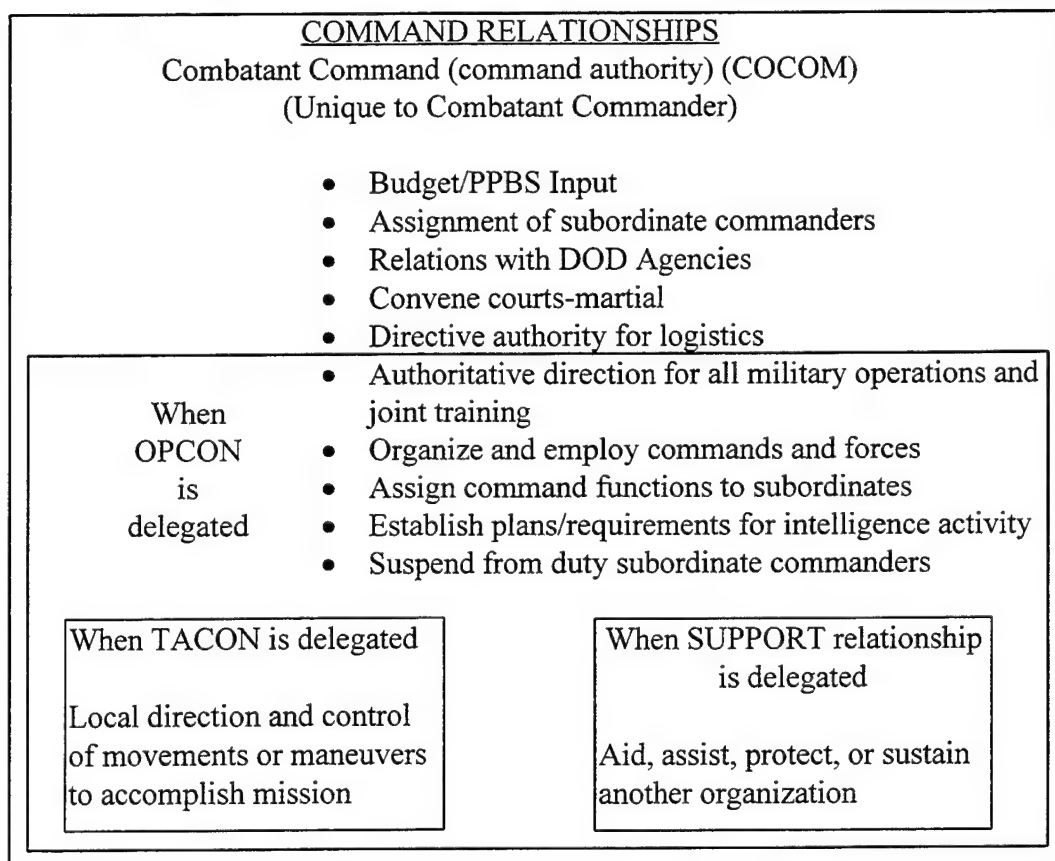 COMMAND RELATIONSHIPS
Combatant Command (command authority) (COCOM)
(Unique to Combatant Commander)
• Budget/PPBS Input
• Assignment of subordinate commanders
• Relations with DOD Agencies
• Convene courts-martial
• Directive authority for logistics
When
OPCON
is
delegated
• Authoritative direction for all military operations and
joint training
• Organize and employ commands and forces
• Assign command functions to subordinates
• Establish plans/requirements for intelligence activity
• Suspend from duty subordinate commanders
When TACON is delegated
Local direction and control
of movements or maneuvers
to accomplish mission
When SUPPORT relationship
is delegated
Aid, assist, protect, or sustain
another organization